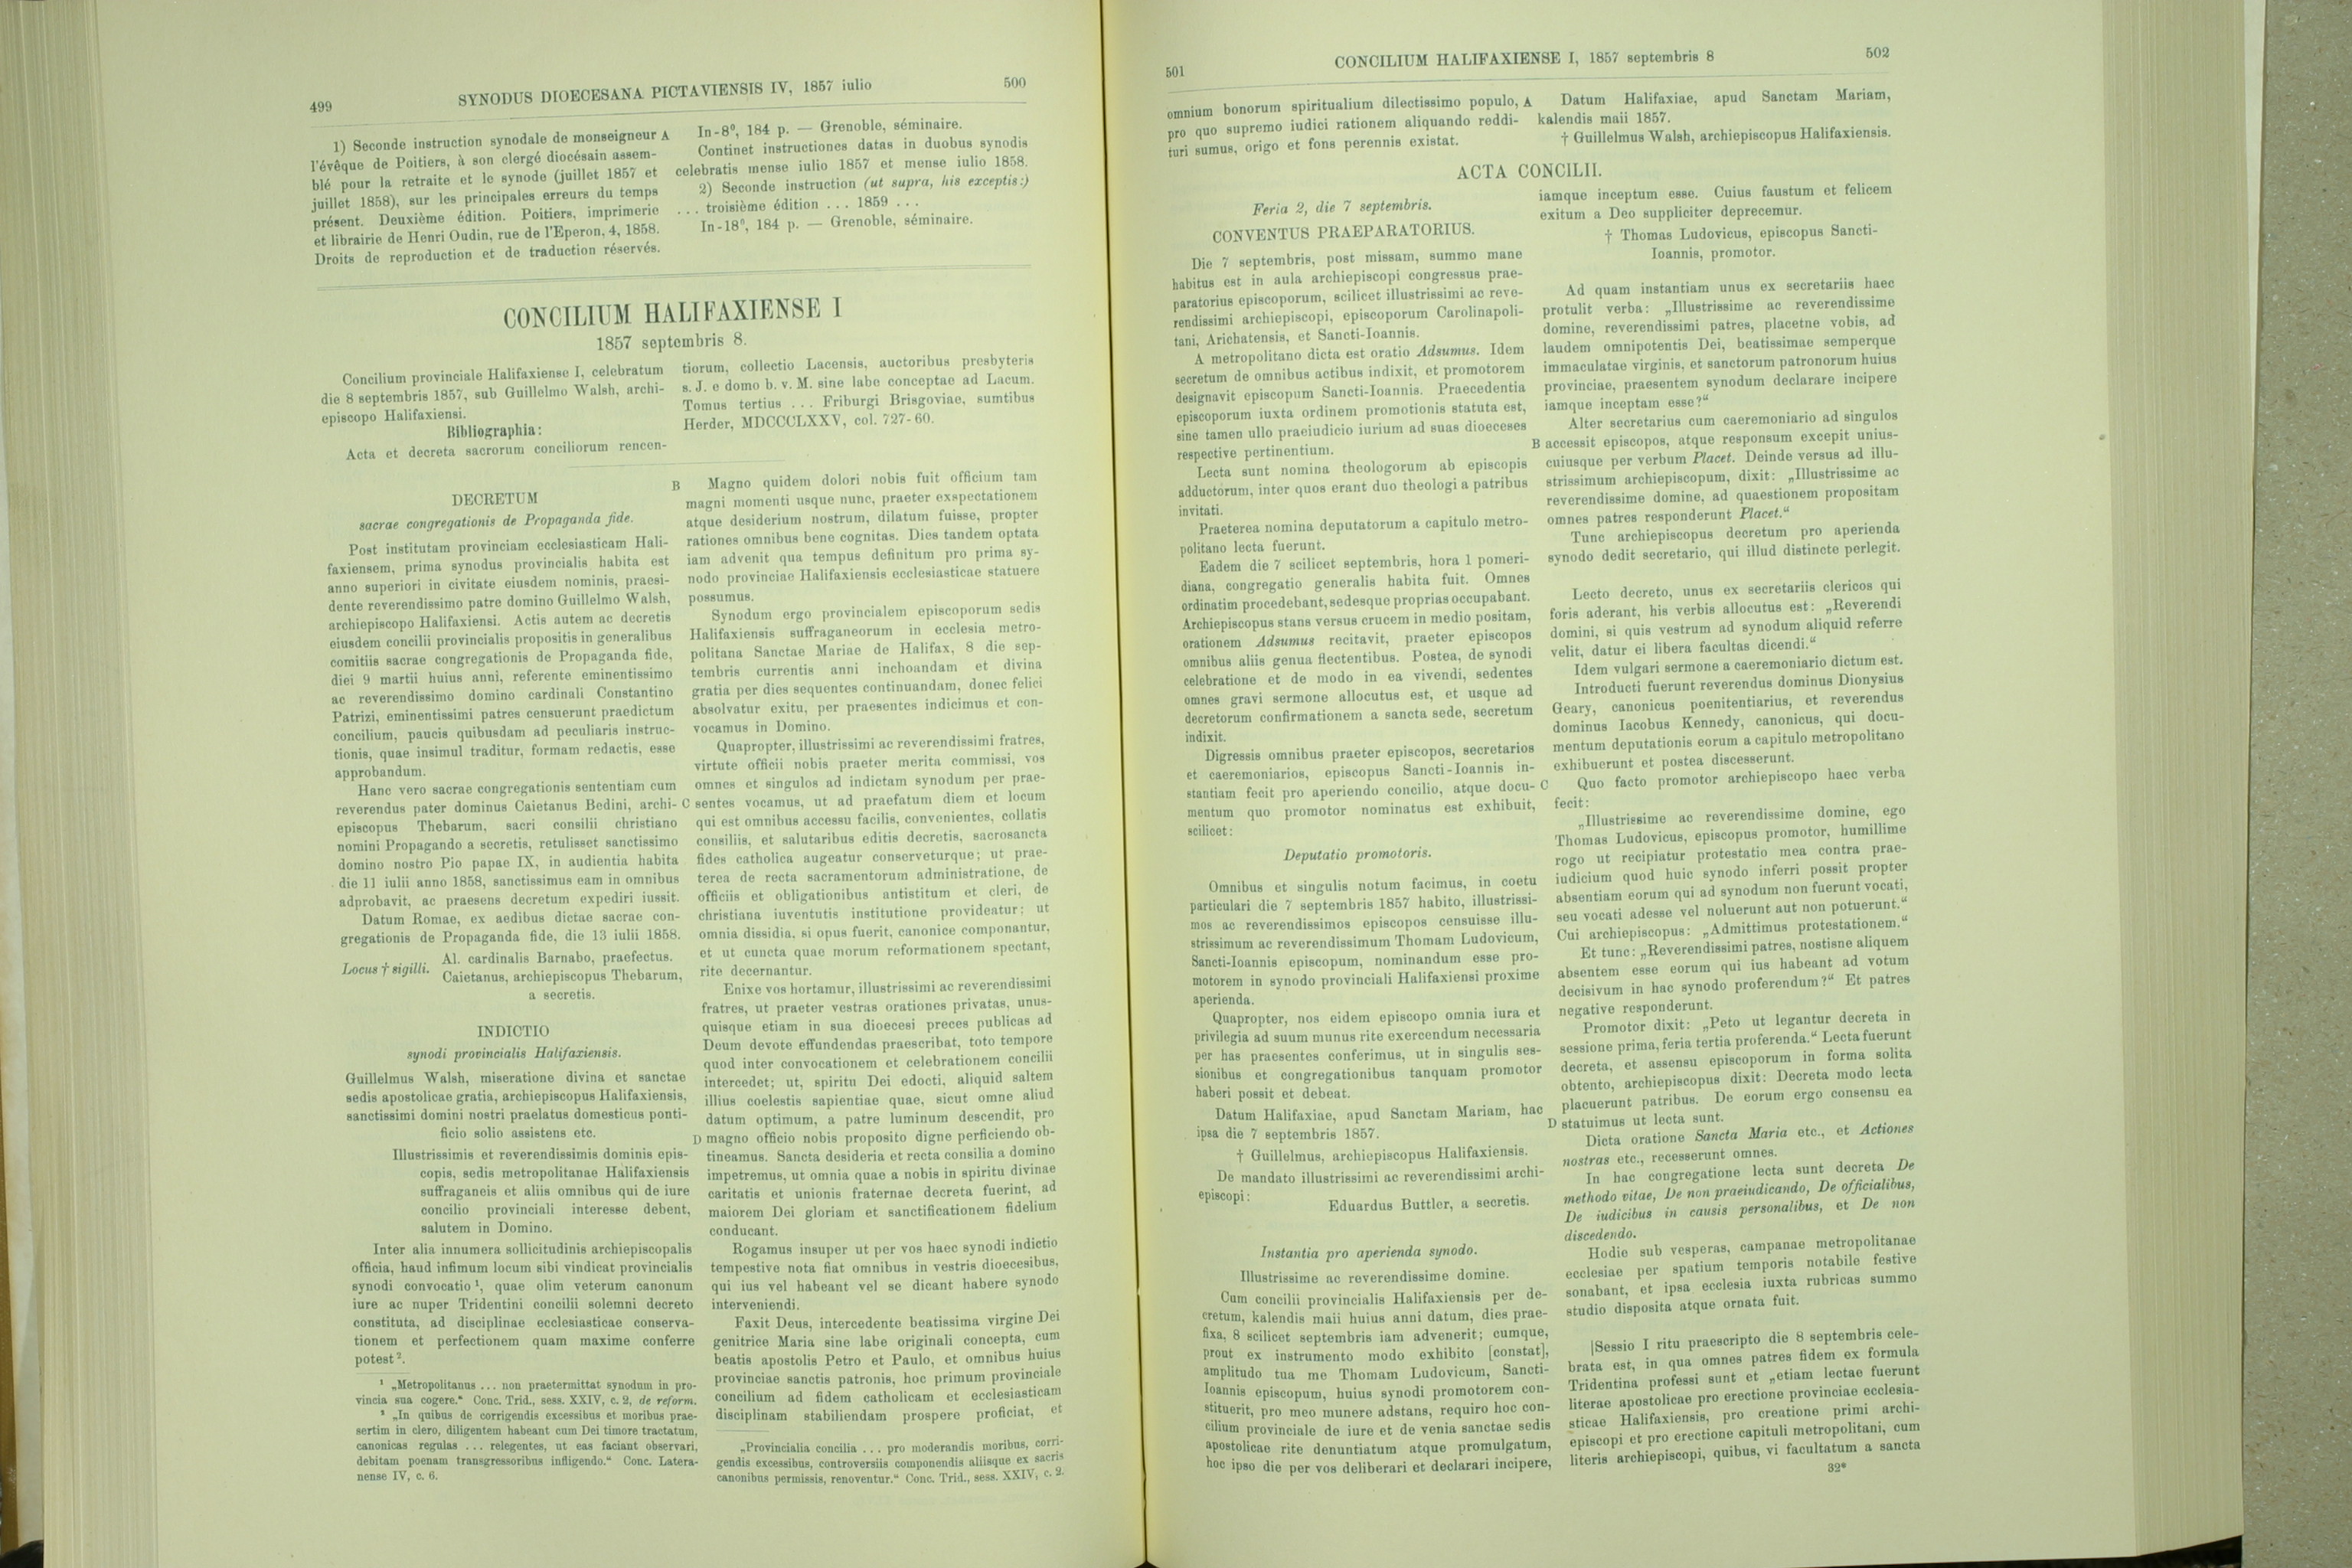 499
SYNODUS DIOECESANA PICTAVIENSIS IV, 1857 iulio
500
1) Seconde instruction synodale de monseigneur
l'évêque de Poitiers, à son clergé diocésain assem-
blé pour la retraite et le synode (juillet 1857 et
juillet 1858), sur les principales erreurs du temps
présent. Deuxième édition. Poitiers, imprimerie
et librairie de Henri Oudin, rue de l'Eperon, 4, 1858.
Droits de reproduction et de traduction réservés.
A
In-8⁰, 184 p. — Grenoble, séminaire.
Continet instructiones datas in duobus synodis
celebratis mense iulio 1857 et mense iulio 1858.
2) Seconde instruction (ut supra, his exceptis:)
. . . troisième édition . . . 1859 . . .
In-18⁰, 184 p. — Grenoble, séminaire.
CONCILIUM HALIFAXIENSE I
1857 septembris 8.
Concilium provinciale Halifaxiense I, celebratum
die 8 septembris 1857, sub Guillelmo Walsh, archi-
episcopo Halifaxiensi.
Bibliographia:
Acta et decreta sacrorum conciliorum rencen-
tiorum, collectio Lacensis, auctoribus presbyteris
s. J. e domo b. v. M. sine labe conceptae ad Lacum.
Tomus tertius . . . Friburgi Brisgoviae, sumtibus
Herder, MDCCCLXXV, col. 727-60.
DECRETUM
sacrae congregationis de Propaganda fide.
Post institutam provinciam ecclesiasticam Hali-
faxiensem, prima synodus provincialis habita est
anno superiori in civitate eiusdem nominis, praesi-
dente reverendissimo patre domino Guillelmo Walsh,
archiepiscopo Halifaxiensi. Actis autem ac decretis
eiusdem concilii provincialis propositis in generalibus
comitiis sacrae congregationis de Propaganda fide,
diei 9 martii huius anni, referente eminentissimo
ac reverendissimo domino cardinali Constantino
Patrizi, eminentissimi patres censuerunt praedictum
concilium, paucis quibusdam ad peculiaris instruc-
tionis, quae insimul traditur, formam redactis, esse
approbandum.
Hanc vero sacrae congregationis sententiam cum
reverendus pater dominus Caietanus Bedini, archi-
episcopus Thebarum, sacri consilii christiano
nomini Propagando a secretis, retulisset sanctissimo
domino nostro Pio papae IX, in audientia habita
die 11 iulii anno 1858, sanctissimus eam in omnibus
adprobavit, ac praesens decretum expediri iussit.
Datum Romae, ex aedibus dictae sacrae con-
gregationis de Propaganda fide, die 13 iulii 1858.
Locus † sigilli.
Al. cardinalis Barnabo, praefectus.
Caietanus, archiepiscopus Thebarum,
a secretis.
INDICTIO
synodi provincialis Halifaxiensis.
Guillelmus Walsh, miseratione divina et sanctae
sedis apostolicae gratia, archiepiscopus Halifaxiensis,
sanctissimi domini nostri praelatus domesticus ponti-
ficio solio assistens etc.
Illustrissimis et reverendissimis dominis epis-
copis, sedis metropolitanae Halifaxiensis
suffraganeis et aliis omnibus qui de iure
concilio provinciali interesse debent,
salutem in Domino.
Inter alia innumera sollicitudinis archiepiscopalis
officia, haud infimum locum sibi vindicat provincialis
synodi convocatio ¹, quae olim veterum canonum
iure ac nuper Tridentini concilii solemni decreto
constituta, ad disciplinae ecclesiasticae conserva-
tionem et perfectionem quam maxime conferre
potest ².
¹ „Metropolitanus . . . non praetermittat synodum in pro-
vincia sua cogere.“ Conc. Trid., sess. XXIV, c. 2, de reform.
² „In quibus de corrigendis excessibus et moribus prae-
sertim in clero, diligentem habeant cum Dei timore tractatum,
canonicas regulas . . . relegentes, ut eas faciant observari,
debitam poenam transgressoribus infligendo.“ Conc. Latera-
nense IV, c. 6.
B
Magno quidem dolori nobis fuit officium tam
magni momenti usque nunc, praeter exspectationem
atque desiderium nostrum, dilatum fuisse, propter
rationes omnibus bene cognitas. Dies tandem optata
iam advenit qua tempus definitum pro prima sy-
nodo provinciae Halifaxiensis ecclesiasticae statuere
possumus.
Synodum ergo provincialem episcoporum sedis
Halifaxiensis suffraganeorum in ecclesia metro-
politana Sanctae Mariae de Halifax, 8 die sep-
tembris currentis anni inchoandam et divina
gratia per dies sequentes continuandam, donec felici
absolvatur exitu, per praesentes indicimus et con-
vocamus in Domino.
Quapropter, illustrissimi ac reverendissimi fratres,
virtute officii nobis praeter merita commissi, vos
omnes et singulos ad indictam synodum per prae-
C sentes vocamus, ut ad praefatum diem et locum
qui est omnibus accessu facilis, convenientes, collatis
consiliis, et salutaribus editis decretis, sacrosancta
fides catholica augeatur conserveturque; ut prae-
terea de recta sacramentorum administratione, de
officiis et obligationibus antistitum et cleri, de
christiana iuventutis institutione provideatur; ut
omnia dissidia, si opus fuerit, canonice componantur,
et ut cuncta quae morum reformationem spectant,
rite decernantur.
Enixe vos hortamur, illustrissimi ac reverendissimi
fratres, ut praeter vestras orationes privatas, unus-
quisque etiam in sua dioecesi preces publicas ad
Deum devote effundendas praescribat, toto tempore
quod inter convocationem et celebrationem concilii
intercedet; ut, spiritu Dei edocti, aliquid saltem
illius coelestis sapientiae quae, sicut omne aliud
datum optimum, a patre luminum descendit, pro
D magno officio nobis proposito digne perficiendo ob-
tineamus. Sancta desideria et recta consilia a domino
impetremus, ut omnia quae a nobis in spiritu divinae
caritatis et unionis fraternae decreta fuerint, ad
maiorem Dei gloriam et sanctificationem fidelium
conducant.
Rogamus insuper ut per vos haec synodi indictio
tempestive nota fiat omnibus in vestris dioecesibus,
qui ius vel habeant vel se dicant habere synodo
interveniendi.
Faxit Deus, intercedente beatissima virgine Dei
genitrice Maria sine labe originali concepta, cum
beatis apostolis Petro et Paulo, et omnibus huius
provinciae sanctis patronis, hoc primum provinciale
concilium ad fidem catholicam et ecclesiasticam
disciplinam stabiliendam prospere proficiat, et
„Provincialia concilia . . . pro moderandis moribus, corri-
gendis excessibus, controversiis componendis aliisque ex sacris
canonibus permissis, renoventur.“ Conc. Trid., sess. XXIV, c. 2.
501
CONCILIUM HALIFAXIENSE I, 1857 septembris 8
502
omnium bonorum spiritualium dilectissimo populo,
pro quo supremo iudici rationem aliquando reddi-
turi sumus, origo et fons perennis existat.
A
Datum Halifaxiae, apud Sanctam Mariam,
kalendis maii 1857.
† Guillelmus Walsh, archiepiscopus Halifaxiensis.
ACTA CONCILII.
Feria 2, die 7 septembris.
CONVENTUS PRAEPARATORIUS.
Die 7 septembris, post missam, summo mane
habitus est in aula archiepiscopi congressus prae-
paratorius episcoporum, scilicet illustrissimi ac reve-
rendissimi archiepiscopi, episcoporum Carolinapoli-
tani, Arichatensis, et Sancti-Ioannis.
A metropolitano dicta est oratio Adsumus. Idem
secretum de omnibus actibus indixit, et promotorem
designavit episcopum Sancti-Ioannis. Praecedentia
episcoporum iuxta ordinem promotionis statuta est,
sine tamen ullo praeiudicio iurium ad suas dioeceses
respective pertinentium.
Lecta sunt nomina theologorum ab episcopis
adductorum, inter quos erant duo theologi a patribus
invitati.
Praeterea nomina deputatorum a capitulo metro-
politano lecta fuerunt.
Eadem die 7 scilicet septembris, hora 1 pomeri-
diana, congregatio generalis habita fuit. Omnes
ordinatim procedebant, sedesque proprias occupabant.
Archiepiscopus stans versus crucem in medio positam,
orationem Adsumus recitavit, praeter episcopos
omnibus aliis genua flectentibus. Postea, de synodi
celebratione et de modo in ea vivendi, sedentes
omnes gravi sermone allocutus est, et usque ad
decretorum confirmationem a sancta sede, secretum
indixit.
Digressis omnibus praeter episcopos, secretarios
et caeremoniarios, episcopus Sancti-Ioannis in-
stantiam fecit pro aperiendo concilio, atque docu-
mentum quo promotor nominatus est exhibuit,
scilicet:
Deputatio promotoris.
Omnibus et singulis notum facimus, in coetu
particulari die 7 septembris 1857 habito, illustrissi-
mos ac reverendissimos episcopos censuisse illu-
strissimum ac reverendissimum Thomam Ludovicum,
Sancti-Ioannis episcopum, nominandum esse pro-
motorem in synodo provinciali Halifaxiensi proxime
aperienda.
Quapropter, nos eidem episcopo omnia iura et
privilegia ad suum munus rite exercendum necessaria
per has praesentes conferimus, ut in singulis ses-
sionibus et congregationibus tanquam promotor
haberi possit et debeat.
Datum Halifaxiae, apud Sanctam Mariam, hac
ipsa die 7 septembris 1857.
† Guillelmus, archiepiscopus Halifaxiensis.
De mandato illustrissimi ac reverendissimi archi-
episcopi:
Eduardus Buttler, a secretis.
Instantia pro aperienda synodo.
Illustrissime ac reverendissime domine.
Cum concilii provincialis Halifaxiensis per de-
cretum, kalendis maii huius anni datum, dies prae-
fixa, 8 scilicet septembris iam advenerit; cumque,
prout ex instrumento modo exhibito [constat],
amplitudo tua me Thomam Ludovicum, Sancti-
Ioannis episcopum, huius synodi promotorem con-
stituerit, pro meo munere adstans, requiro hoc con-
cilium provinciale de iure et de venia sanctae sedis
apostolicae rite denuntiatum atque promulgatum,
hoc ipso die per vos deliberari et declarari incipere,
iamque inceptum esse. Cuius faustum et felicem
exitum a Deo suppliciter deprecemur.
† Thomas Ludovicus, episcopus Sancti-
Ioannis, promotor.
Ad quam instantiam unus ex secretariis haec
protulit verba: „Illustrissime ac reverendissime
domine, reverendissimi patres, placetne vobis, ad
laudem omnipotentis Dei, beatissimae semperque
immaculatae virginis, et sanctorum patronorum huius
provinciae, praesentem synodum declarare incipere
iamque inceptam esse?“
Alter secretarius cum caeremoniario ad singulos
B accessit episcopos, atque responsum excepit unius-
cuiusque per verbum Placet. Deinde versus ad illu-
strissimum archiepiscopum, dixit: „Illustrissime ac
reverendissime domine, ad quaestionem propositam
omnes patres responderunt Placet.“
Tunc archiepiscopus decretum pro aperienda
synodo dedit secretario, qui illud distincte perlegit.
Lecto decreto, unus ex secretariis clericos qui
foris aderant, his verbis allocutus est: „Reverendi
domini, si quis vestrum ad synodum aliquid referre
velit, datur ei libera facultas dicendi.“
Idem vulgari sermone a caeremoniario dictum est.
Introducti fuerunt reverendus dominus Dionysius
Geary, canonicus poenitentiarius, et reverendus
dominus Iacobus Kennedy, canonicus, qui docu-
mentum deputationis eorum a capitulo metropolitano
exhibuerunt et postea discesserunt.
C Quo facto promotor archiepiscopo haec verba
fecit:
„Illustrissime ac reverendissime domine, ego
Thomas Ludovicus, episcopus promotor, humillime
rogo ut recipiatur protestatio mea contra prae-
iudicium quod huic synodo inferri possit propter
absentiam eorum qui ad synodum non fuerunt vocati,
seu vocati adesse vel noluerunt aut non potuerunt.“
Cui archiepiscopus: „Admittimus protestationem.“
Et tunc: „Reverendissimi patres, nostisne aliquem
absentem esse eorum qui ius habeant ad votum
decisivum in hac synodo proferendum?“ Et patres
negative responderunt.
Promotor dixit: „Peto ut legantur decreta in
sessione prima, feria tertia proferenda.“ Lecta fuerunt
decreta, et assensu episcoporum in forma solita
obtento, archiepiscopus dixit: Decreta modo lecta
placuerunt patribus. De eorum ergo consensu ea
D statuimus ut lecta sunt.
Dicta oratione Sancta Maria etc., et Actiones
nostras etc., recesserunt omnes.
In hac congregatione lecta sunt decreta De
methodo vitae, De non praeiudicando, De officialibus,
De iudicibus in causis personalibus, et De non
discedendo.
Hodie sub vesperas, campanae metropolitanae
ecclesiae per spatium temporis notabile festive
sonabant, et ipsa ecclesia iuxta rubricas summo
studio disposita atque ornata fuit.
[Sessio I ritu praescripto die 8 septembris cele-
brata est, in qua omnes patres fidem ex formula
Tridentina professi sunt et „etiam lectae fuerunt
literae apostolicae pro erectione provinciae ecclesia-
sticae Halifaxiensis, pro creatione primi archi-
episcopi et pro erectione capituli metropolitani, cum
literis archiepiscopi, quibus, vi facultatum a sancta
32*